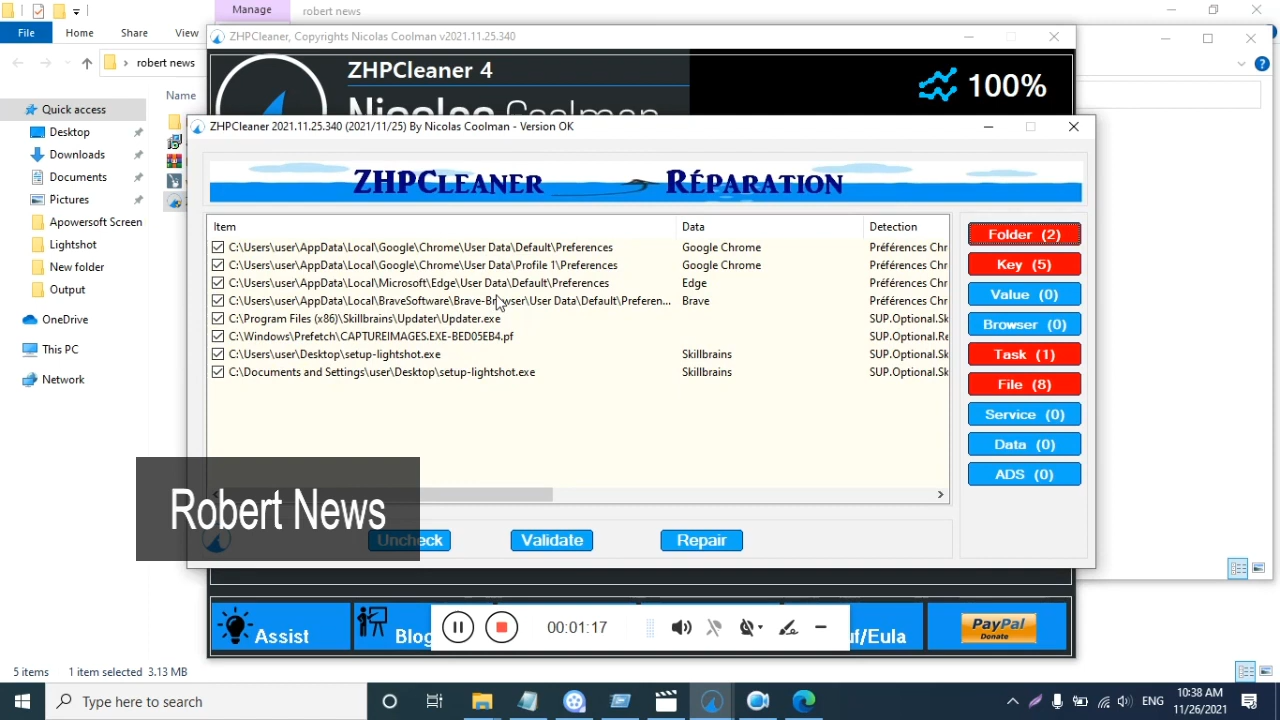 Manage
robert news
File
Home
Share
View
robert news
Name
Quick access
Desktop
Downloads
Documents
Pictures
Apowersoft Screen
Lightshot
New folder
Output
OneDrive
This PC
Network
ZHPCleaner, Copyrights Nicolas Coolman v2021.11.25.340
ZHPCleaner 4
Nicolas Coolman
100%
ZHPCleaner 2021.11.25.340 (2021/11/25) By Nicolas Coolman - Version OK
ZHPCleaner
Réparation
Item Data Detection
C:\Users\user\AppData\Local\Google\Chrome\User Data\Default\Preferences Google Chrome Préférences Chr
C:\Users\user\AppData\Local\Google\Chrome\User Data\Profile 1\Preferences Google Chrome Préférences Chr
C:\Users\user\AppData\Local\Microsoft\Edge\User Data\Default\Preferences Edge Préférences Chr
C:\Users\user\AppData\Local\BraveSoftware\Brave-Browser\User Data\Default\Preferen... Brave Préférences Chr
C:\Program Files (x86)\Skillbrains\Updater\Updater.exe SUP.Optional.Sk
C:\Windows\Prefetch\CAPTUREIMAGES.EXE-BED05EB4.pf SUP.Optional.Re
C:\Users\user\Desktop\setup-lightshot.exe Skillbrains SUP.Optional.Sk
C:\Documents and Settings\user\Desktop\setup-lightshot.exe Skillbrains SUP.Optional.Sk
Folder (2)
Key (5)
Value (0)
Browser (0)
Task (1)
File (8)
Service (0)
Data (0)
ADS (0)
Robert News
Uncheck
Validate
Repair
Assist
Blog
00:01:17
uf/Eula
PayPal
Donate
5 items 1 item selected 3.13 MB
Type here to search
ENG
10:38 AM
11/26/2021